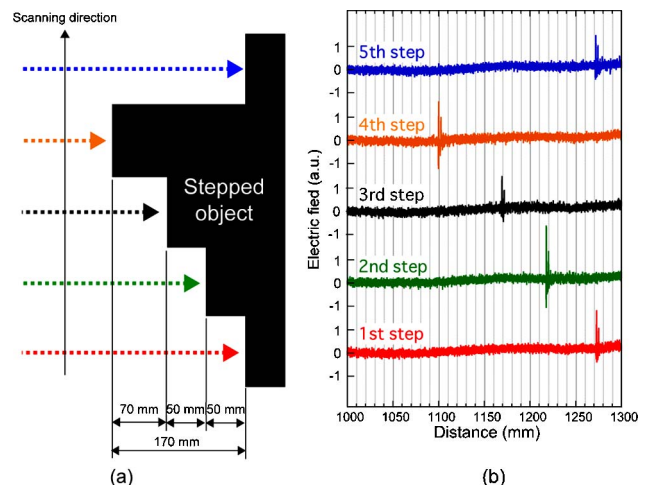 Scanning direction
Stepped
object
70 mm
50 mm
50 mm
170 mm
(a)
Electric fied (a.u.)
5th step
1
0
-1
4th step
1
0
-1
3rd step
1
0
-1
2nd step
1
0
-1
1st step
1
0
-1
1000
1050
1100
1150
1200
1250
1300
Distance (mm)
(b)